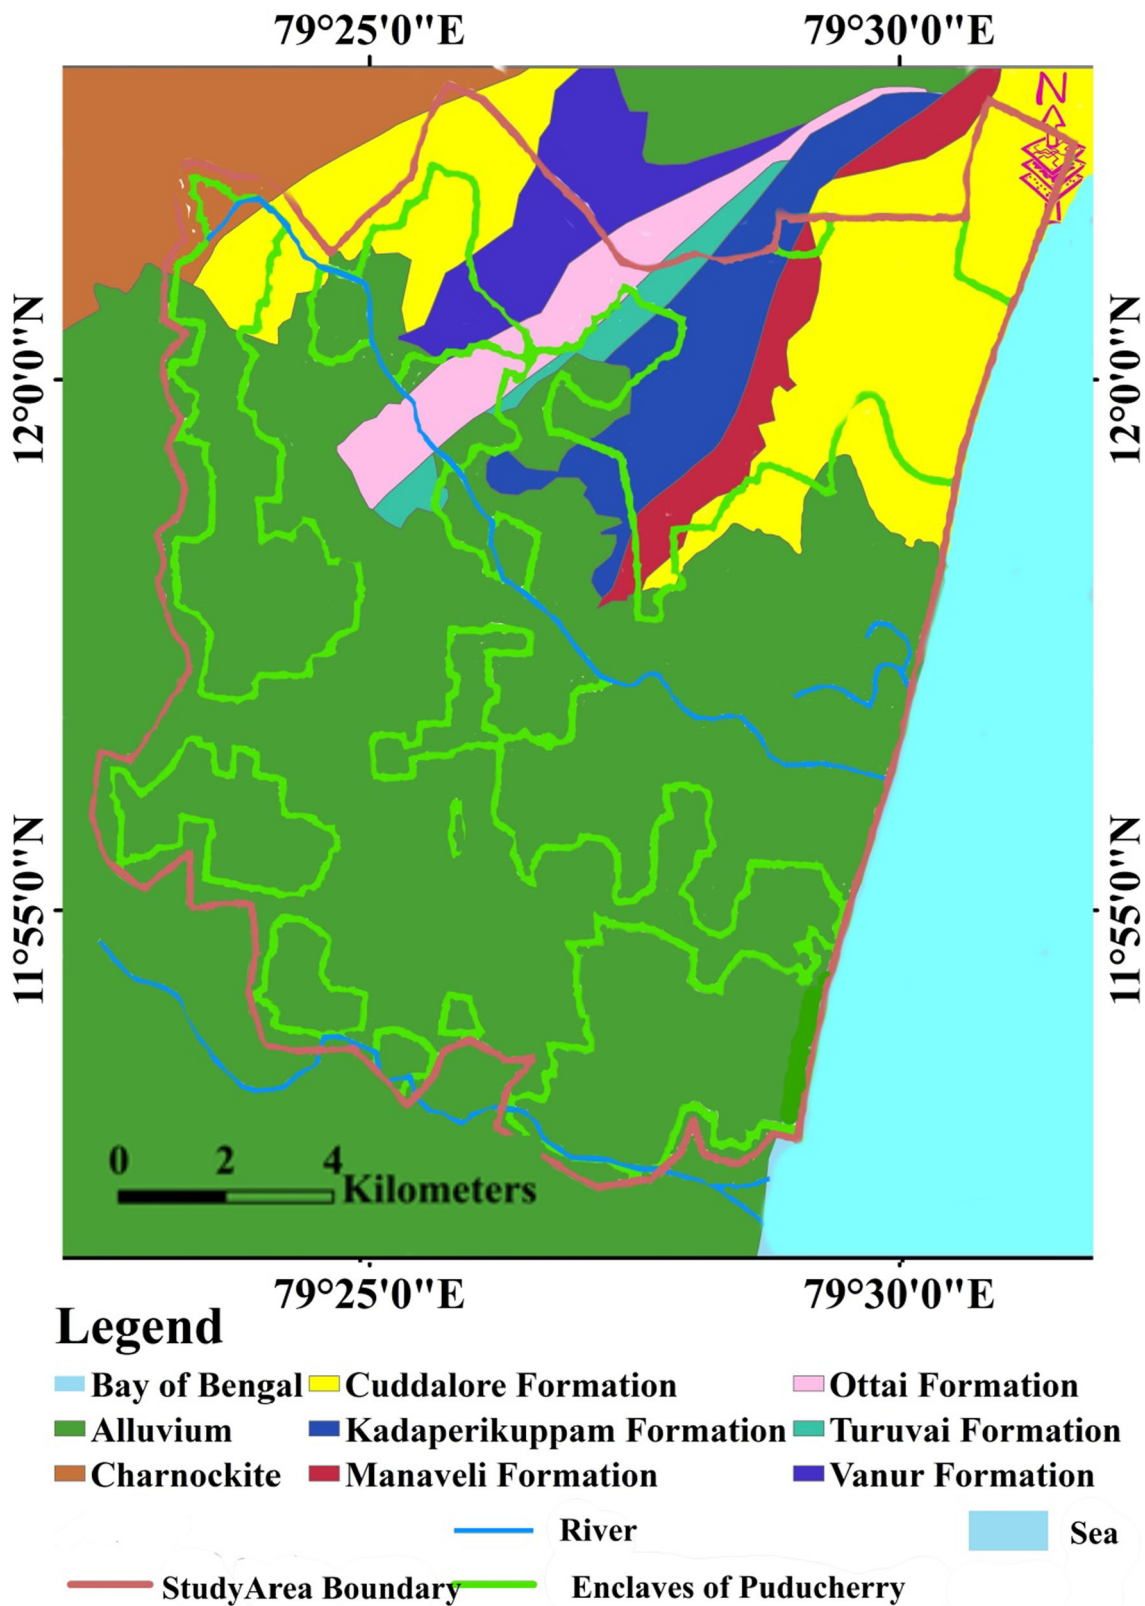 79°25'0"E 79°30'0"E
N
12°0'0"N 12°0'0"N
11°55'0"N 11°55'0"N
0 2 4
Kilometers
79°25'0"E 79°30'0"E
Legend
Bay of Bengal Cuddalore Formation Ottai Formation
Alluvium Kadaperikuppam Formation Turuvai Formation
Charnockite Manaveli Formation Vanur Formation
River Sea
StudyArea Boundary Enclaves of Puducherry